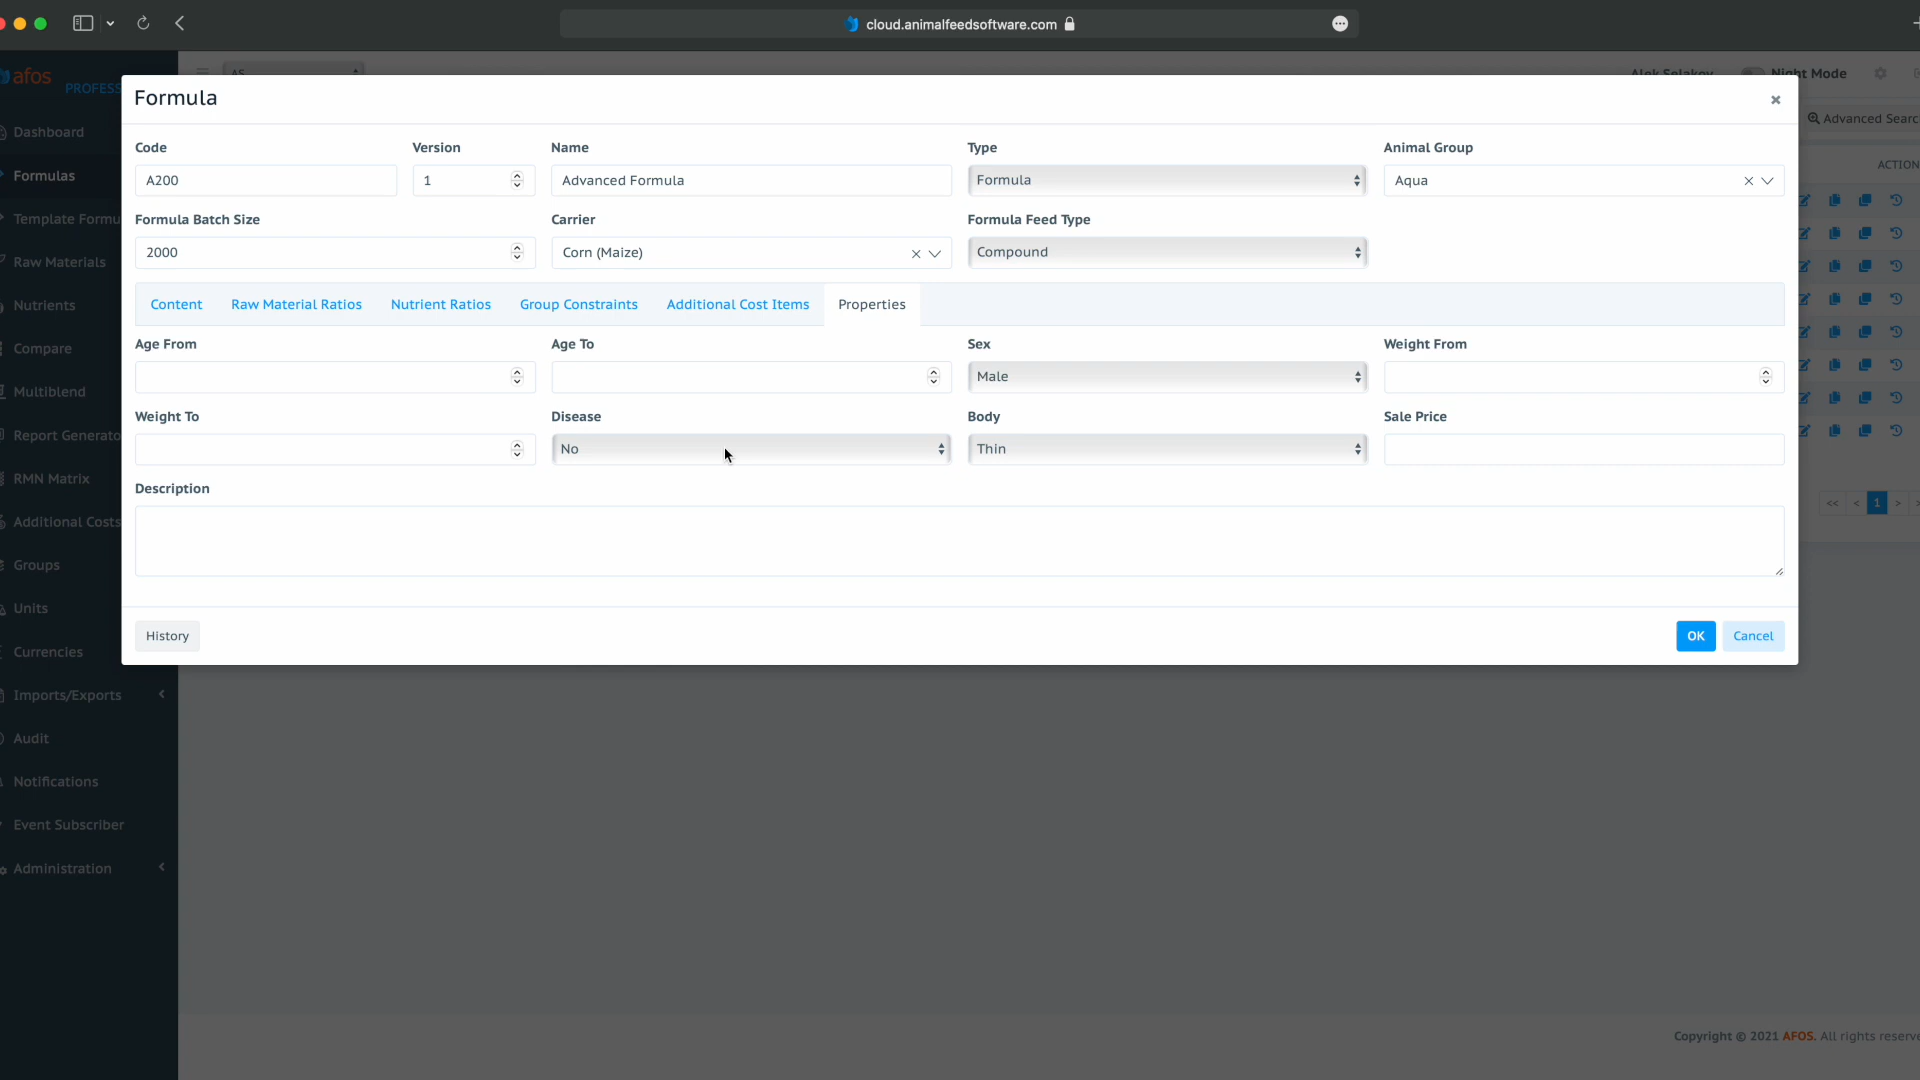 cloud.animalfeedsoftware.com
afos
PROFESS
AS
Alek Selakov
Night Mode
Formula
Advanced Searc
Dashboard
Code
Version
Name
Type
Animal Group
ACTION
Formulas
A200
1
Advanced Formula
Formula
Aqua
Template Formu
Formula Batch Size
Carrier
Formula Feed Type
2000
Corn (Maize)
Compound
Raw Materials
Content
Raw Material Ratios
Nutrient Ratios
Group Constraints
Additional Cost Items
Properties
Nutrients
Age From
Age To
Sex
Weight From
Compare
Male
Multiblend
Weight To
Disease
Body
Sale Price
Report Generato
No
Thin
RMN Matrix
Description
<< < 1 > >
Additional Costs
Groups
Units
History
OK
Cancel
Currencies
Imports/Exports
Audit
Notifications
Event Subscriber
Administration
Copyright © 2021 AFOS. All rights reserve